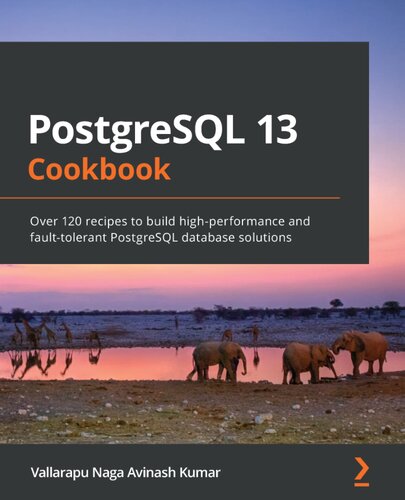 PostgreSQL 13
Cookbook
Over 120 recipes to build high-performance and
fault-tolerant PostgreSQL database solutions
Vallarapu Naga Avinash Kumar